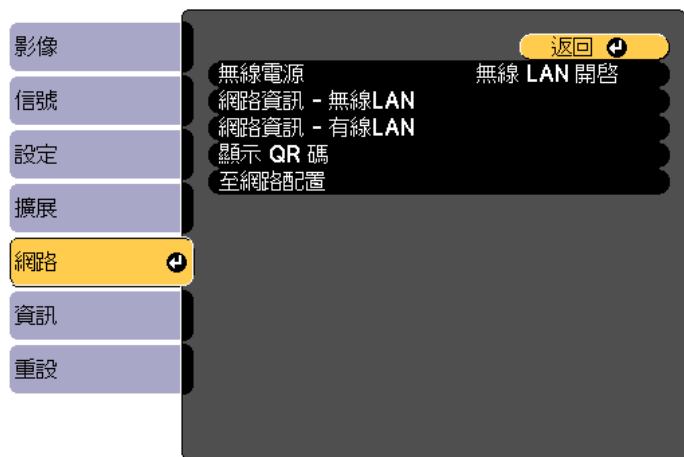 影像
信號
設定
擴展
網路
資訊
重設
返回
無線電源 無線 LAN 開啓
網路資訊 - 無線LAN
網路資訊 - 有線LAN
顯示 QR 碼
至網路配置